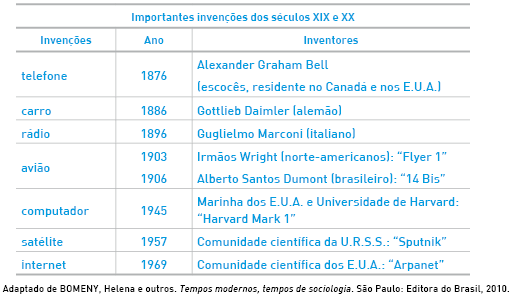 Importantes invenções dos séculos XIX e XX
Invenções Ano Inventores
telefone 1876 Alexander Graham Bell
(escocês, residente no Canadá e nos E.U.A.)
carro 1886 Gottlieb Daimler (alemão)
rádio 1896 Guglielmo Marconi (italiano)
avião 1903 Irmãos Wright (norte-americanos): “Flyer 1”
1906 Alberto Santos Dumont (brasileiro): “14 Bis”
computador 1945 Marinha dos E.U.A. e Universidade de Harvard:
“Harvard Mark 1”
satélite 1957 Comunidade científica da U.R.S.S.: “Sputnik”
internet 1969 Comunidade científica dos E.U.A.: “Arpanet”
Adaptado de BOMENY, Helena e outros. Tempos modernos, tempos de sociologia. São Paulo: Editora do Brasil, 2010.